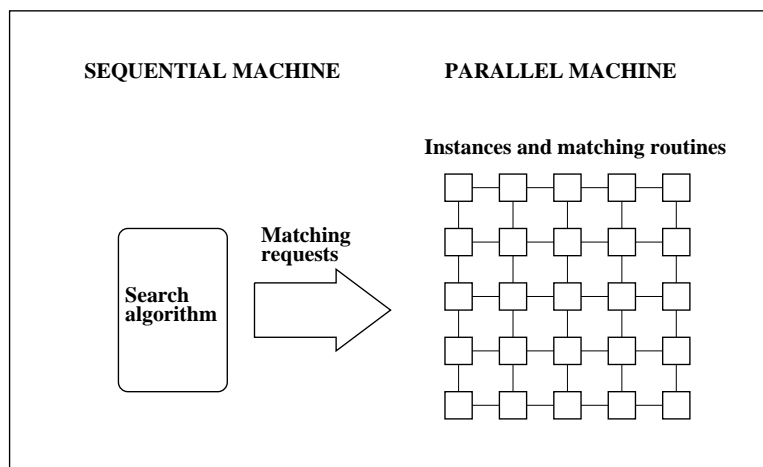 SEQUENTIAL MACHINE
PARALLEL MACHINE
Instances and matching routines
Matching
requests
Search
algorithm